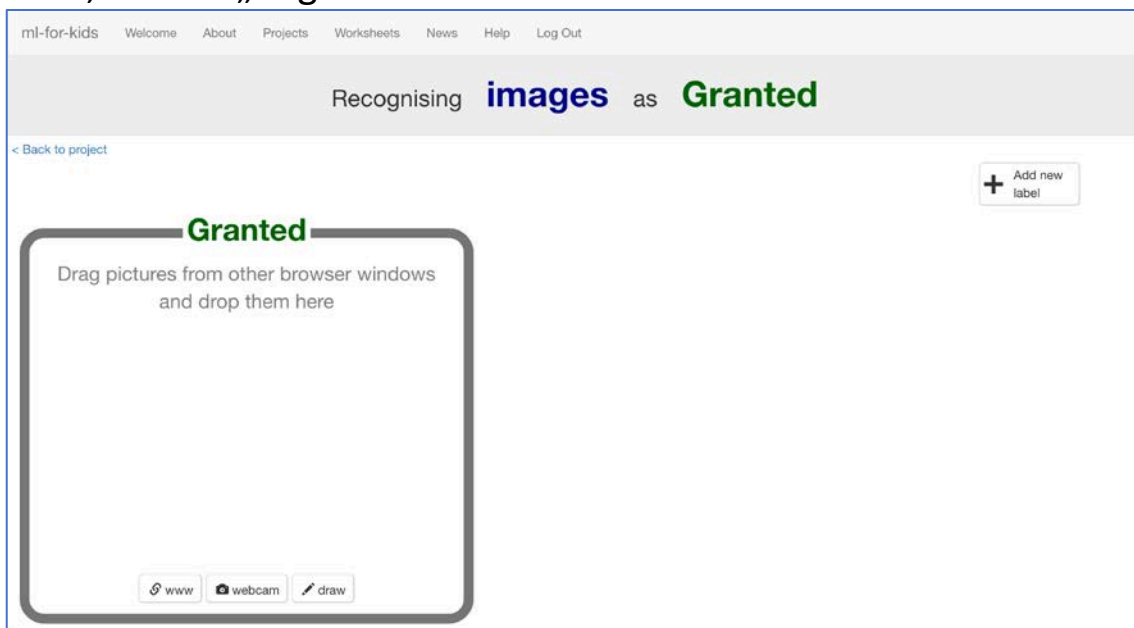 ml-for-kids Welcome About Projects Worksheets News Help Log Out
Recognising images as Granted
< Back to project
+ Add new
label
Granted
Drag pictures from other browser windows
and drop them here
www webcam draw